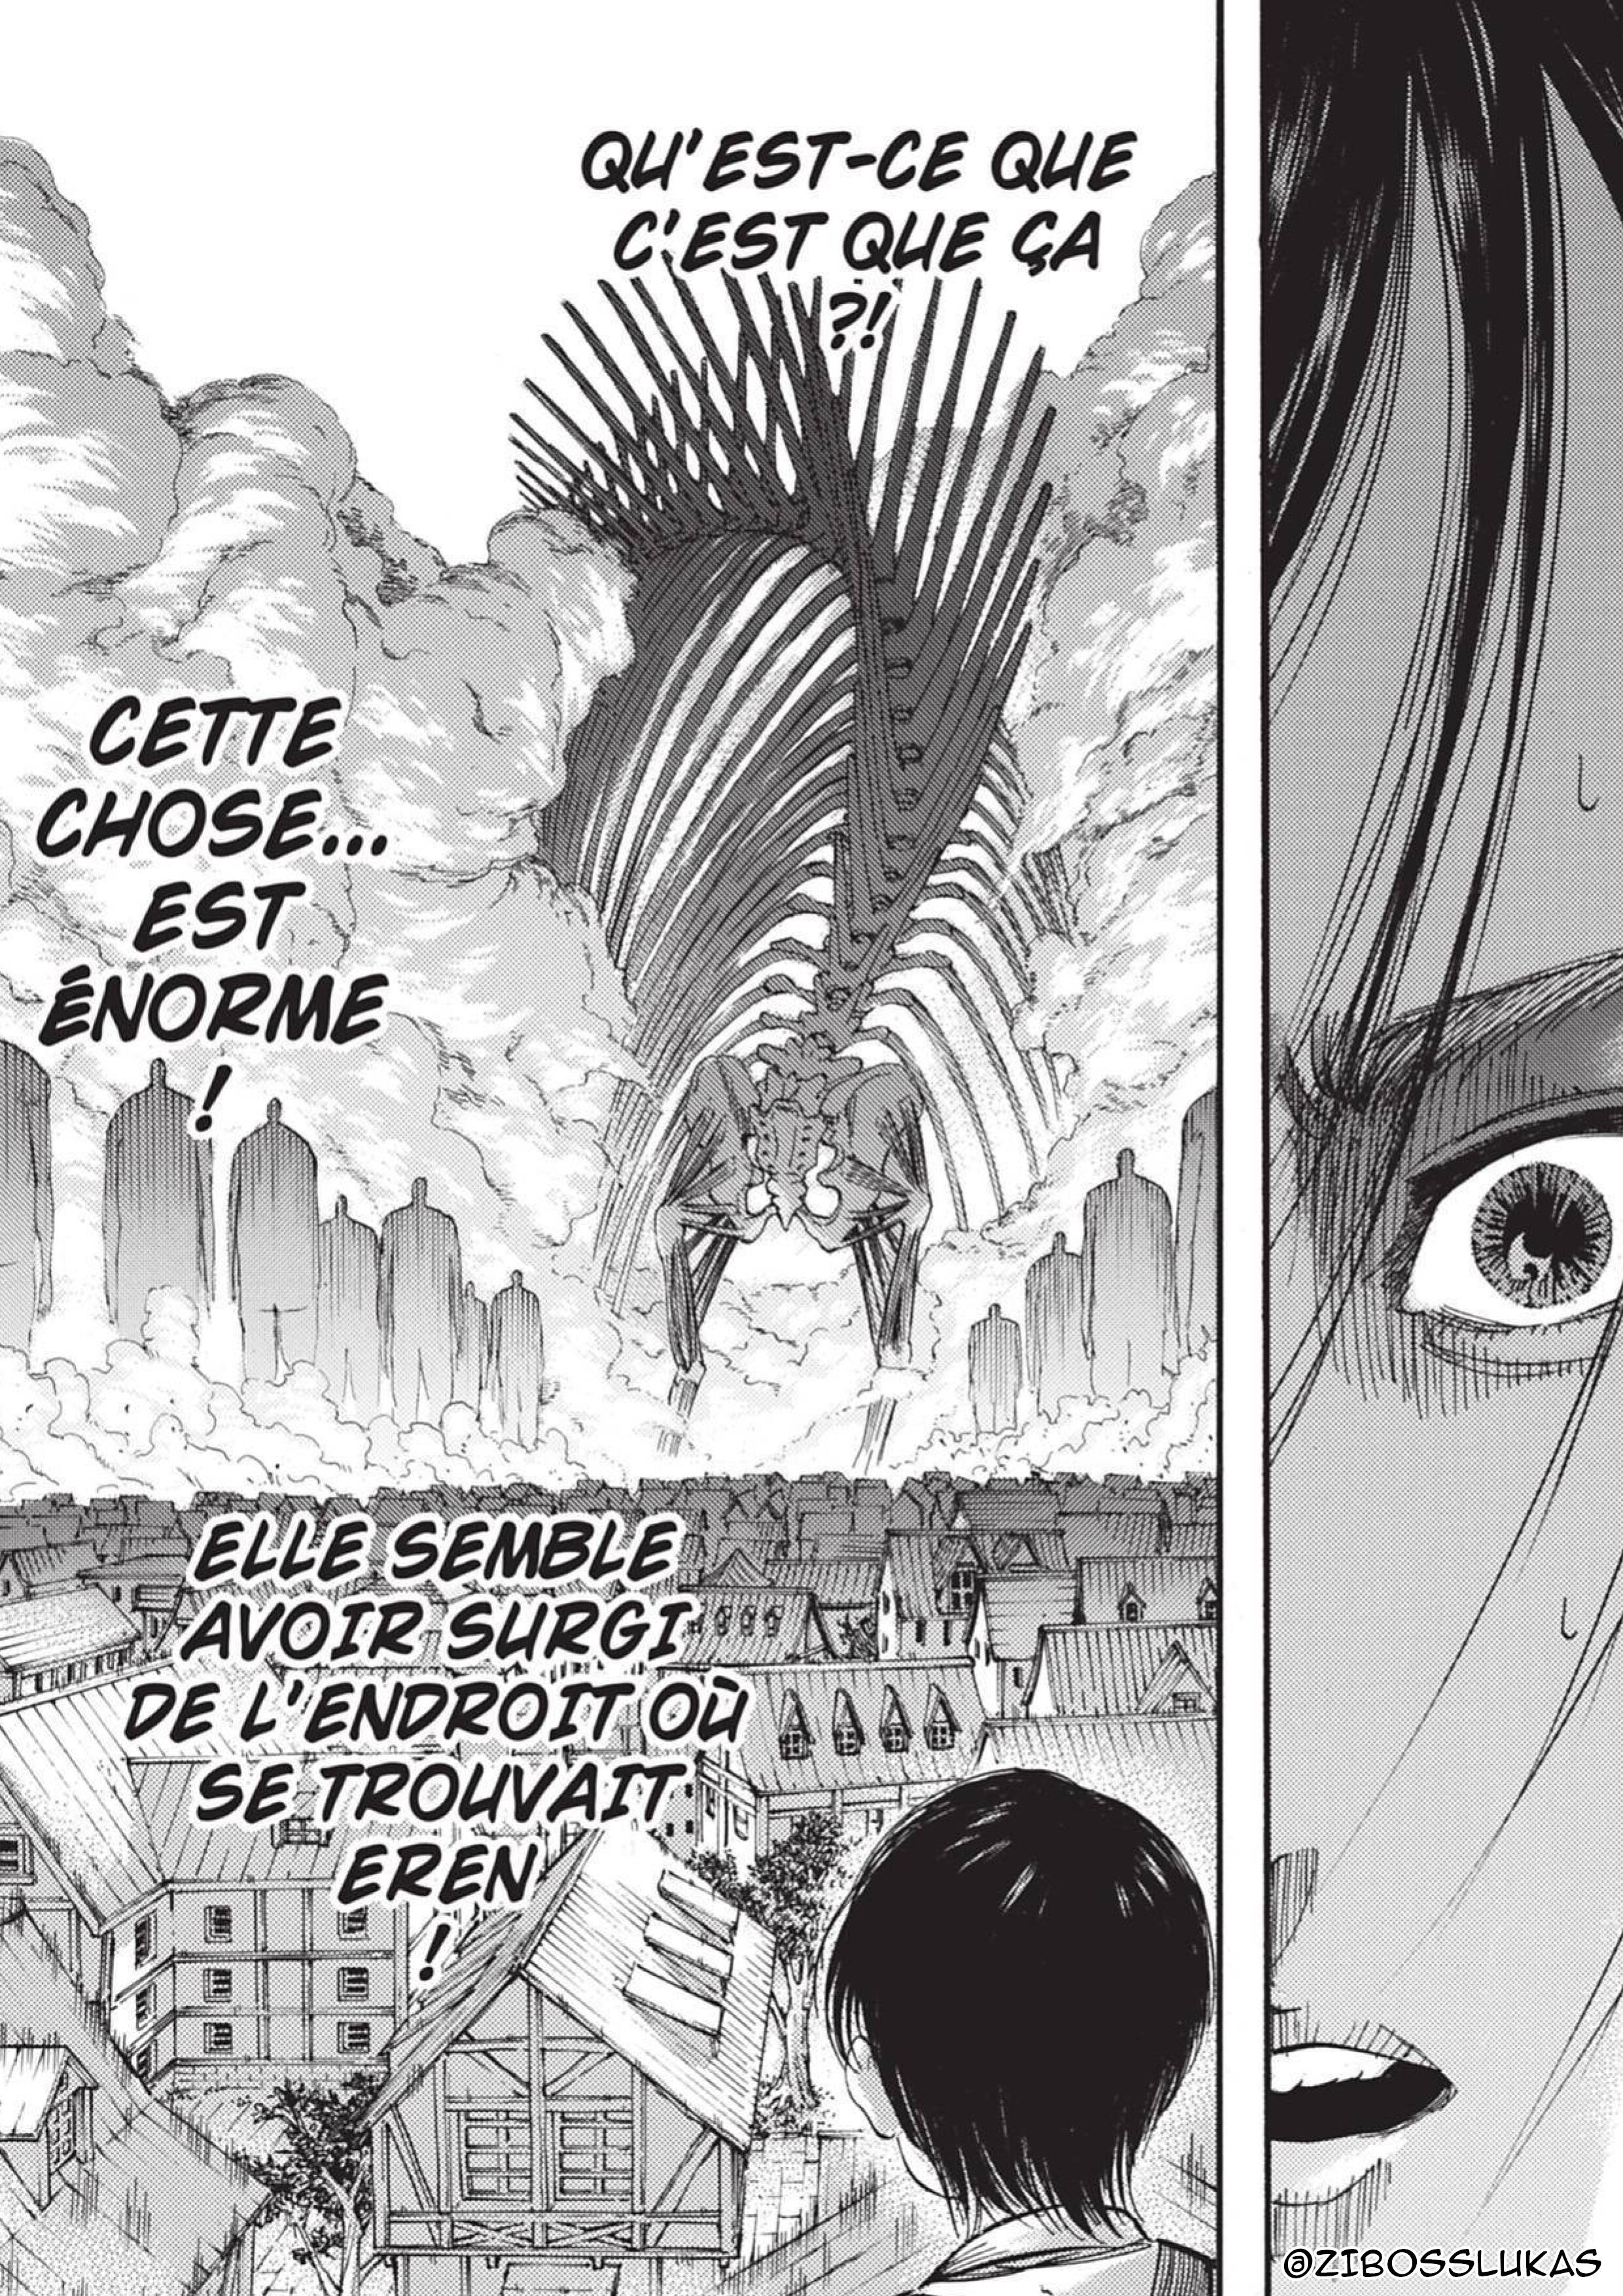 QU'EST-CE QUE
C'EST QUE ÇA
?!
CETTE
CHOSE...
EST
ÉNORME
!
ELLE SEMBLE
AVOIR SURGI
DE L'ENDROIT OÙ
SE TROUVAIT
EREN
!
@ZIBOSSLUKAS